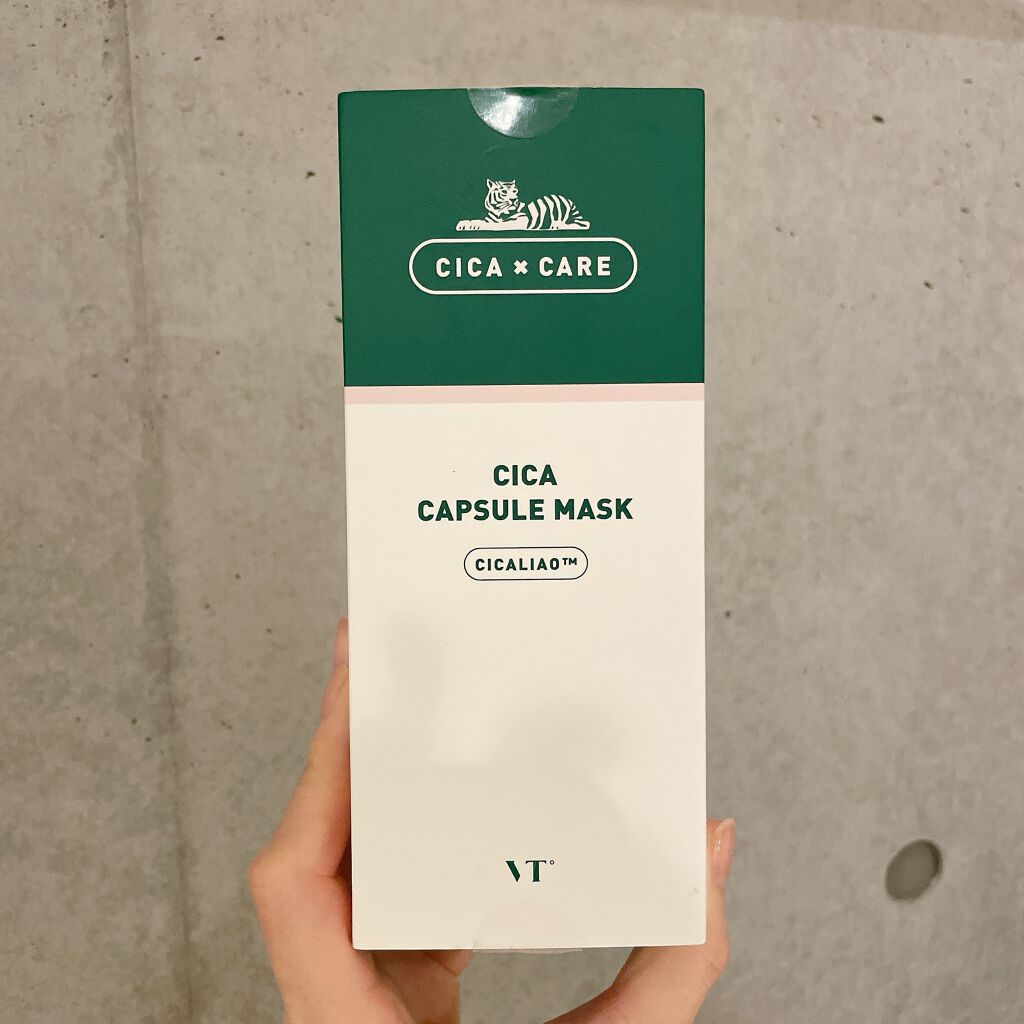 CICA × CARE
CICA
CAPSULE MASK
CICALIAO™
VT°